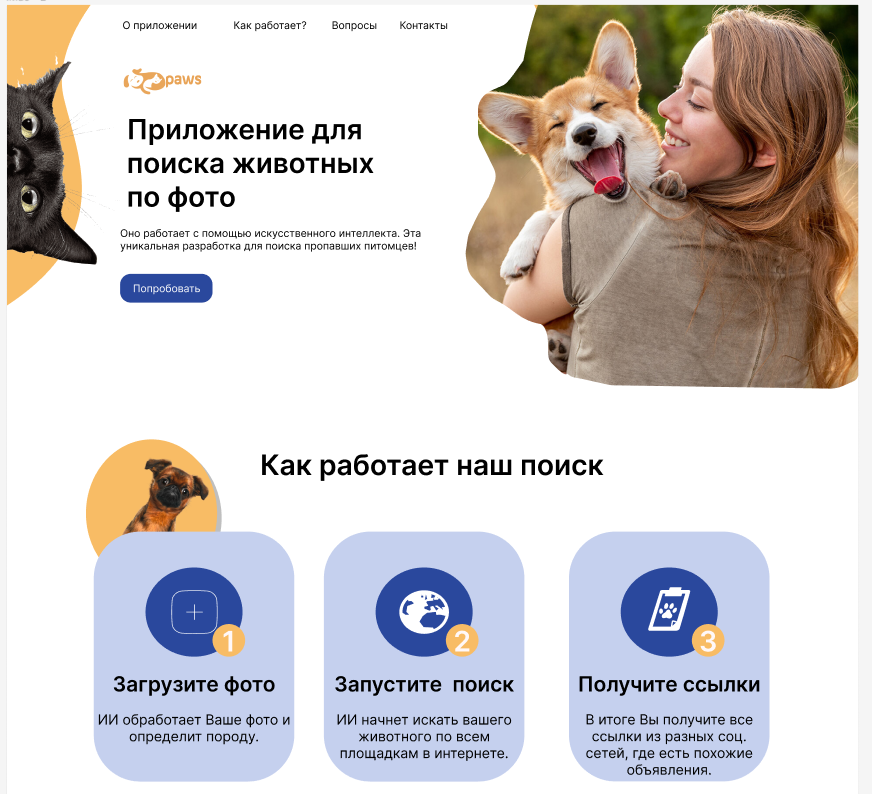 О приложении Как работает? Вопросы Контакты
paws
Приложение для
поиска животных
по фото
Оно работает с помощью искусственного интеллекта. Эта
уникальная разработка для поиска пропавших питомцев!
Попробовать
Как работает наш поиск
1
Загрузите фото
ИИ обработает Ваше фото и
определит породу.
2
Запустите поиск
ИИ начнет искать вашего
животного по всем
площадкам в интернете.
3
Получите ссылки
В итоге Вы получите все
ссылки из разных соц.
сетей, где есть похожие
объявления.